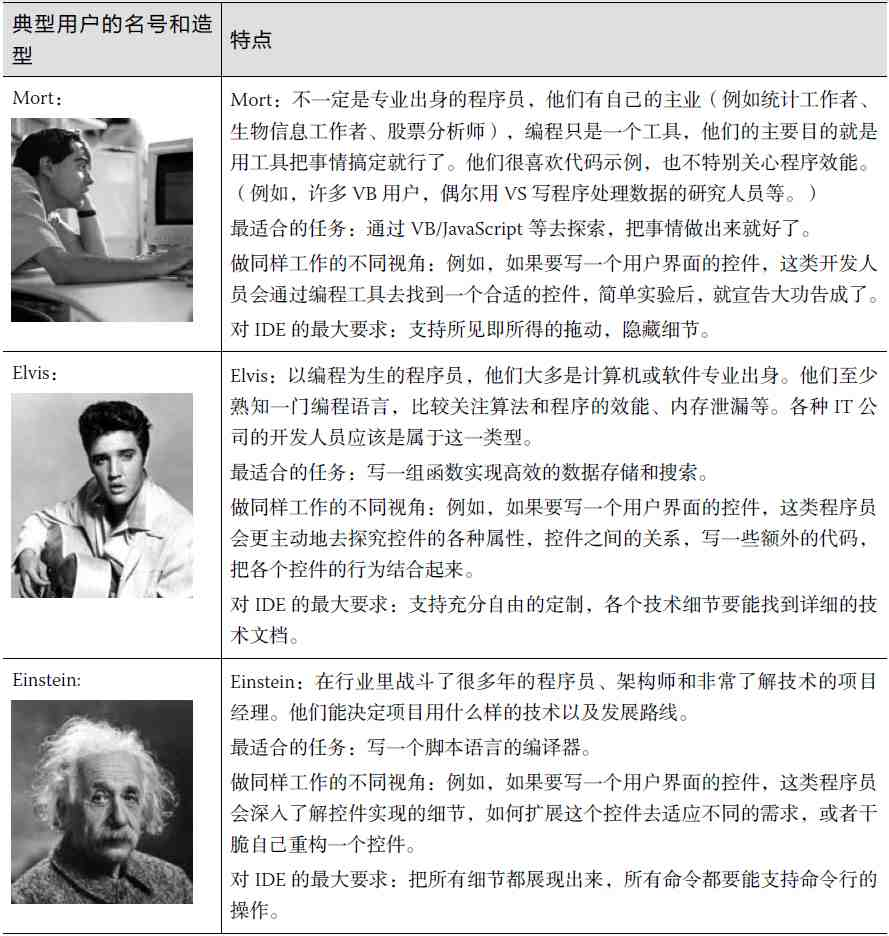 典型用户的名号和造
型
特点
Mort：
Mort：不一定是专业出身的程序员，他们有自己的主业（例如统计工作者、
生物信息工作者、股票分析师），编程只是一个工具，他们的主要目的就是
用工具把事情搞定就行了。他们很喜欢代码示例，也不特别关心程序效能。
（例如，许多 VB 用户，偶尔用 VS 写程序处理数据的研究人员等。）
最适合的任务：通过 VB/JavaScript 等去探索，把事情做出来就好了。
做同样工作的不同视角：例如，如果要写一个用户界面的控件，这类开发人
员会通过编程工具去找到一个合适的控件，简单实验后，就宣告大功告成了。
对 IDE 的最大要求：支持所见即所得的拖动，隐藏细节。
Elvis：
Elvis：以编程为生的程序员，他们大多是计算机或软件专业出身。他们至少
熟知一门编程语言，比较关注算法和程序的效能、内存泄漏等。各种 IT 公
司的开发人员应该是属于这一类型。
最适合的任务：写一组函数实现高效的数据存储和搜索。
做同样工作的不同视角：例如，如果要写一个用户界面的控件，这类程序员
会更主动地去探究控件的各种属性，控件之间的关系，写一些额外的代码，
把各个控件的行为结合起来。
对 IDE 的最大要求：支持充分自由的定制，各个技术细节要能找到详细的技
术文档。
Einstein:
Einstein：在行业里战斗了很多年的程序员、架构师和非常了解技术的项目
经理。他们能决定项目用什么样的技术以及发展路线。
最适合的任务：写一个脚本语言的编译器。
做同样工作的不同视角：例如，如果要写一个用户界面的控件，这类程序员
会深入了解控件实现的细节，如何扩展这个控件去适应不同的需求，或者干
脆自己重构一个控件。
对 IDE 的最大要求：把所有细节都展现出来，所有命令都要能支持命令行的
操作。